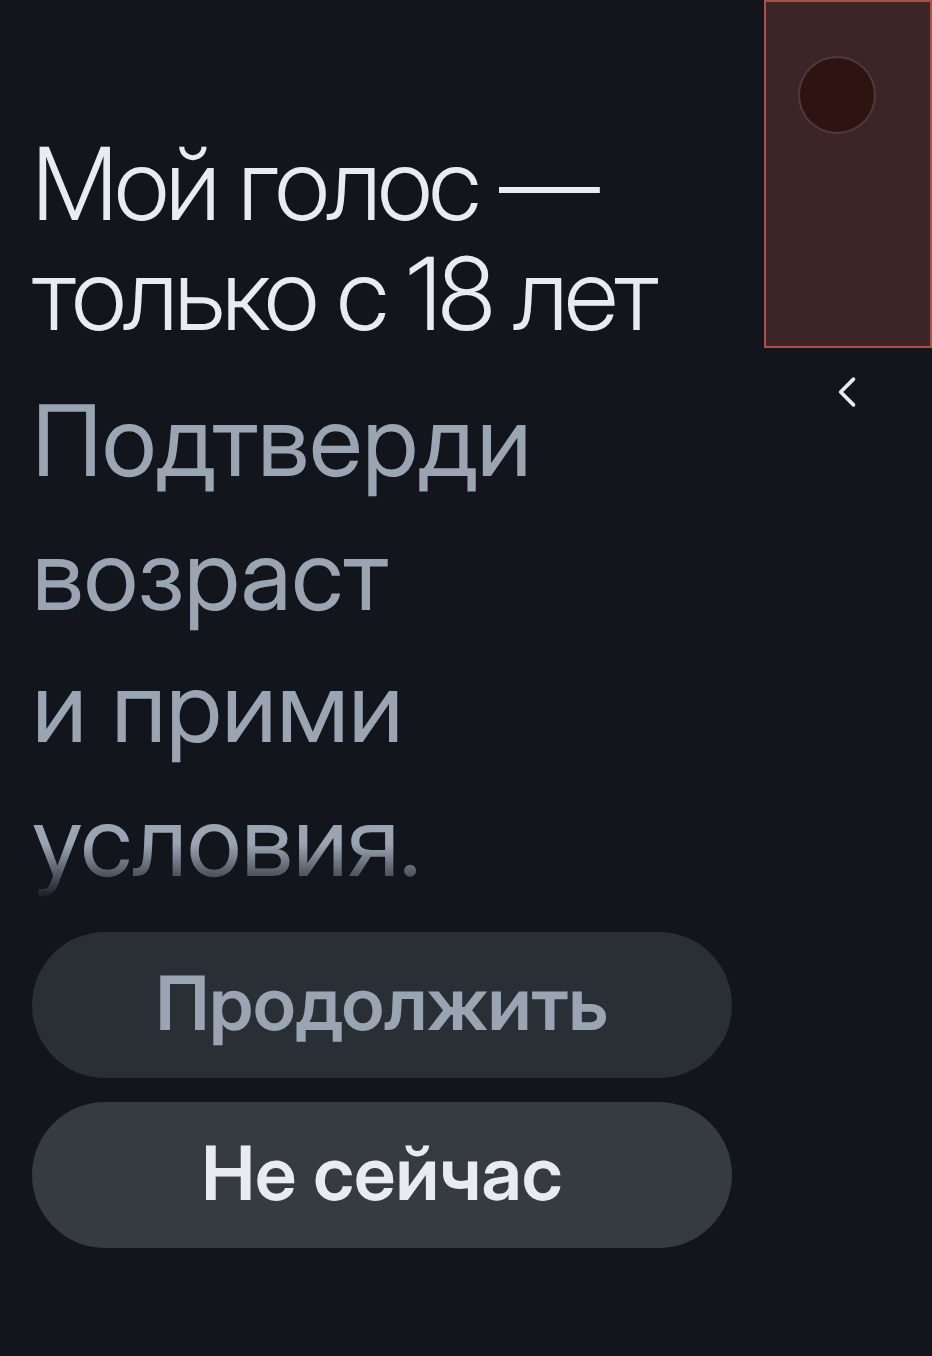 Мой голос —
только с 18 лет
Подтверди
возраст
и прими
условия.
Продолжить
Не сейчас